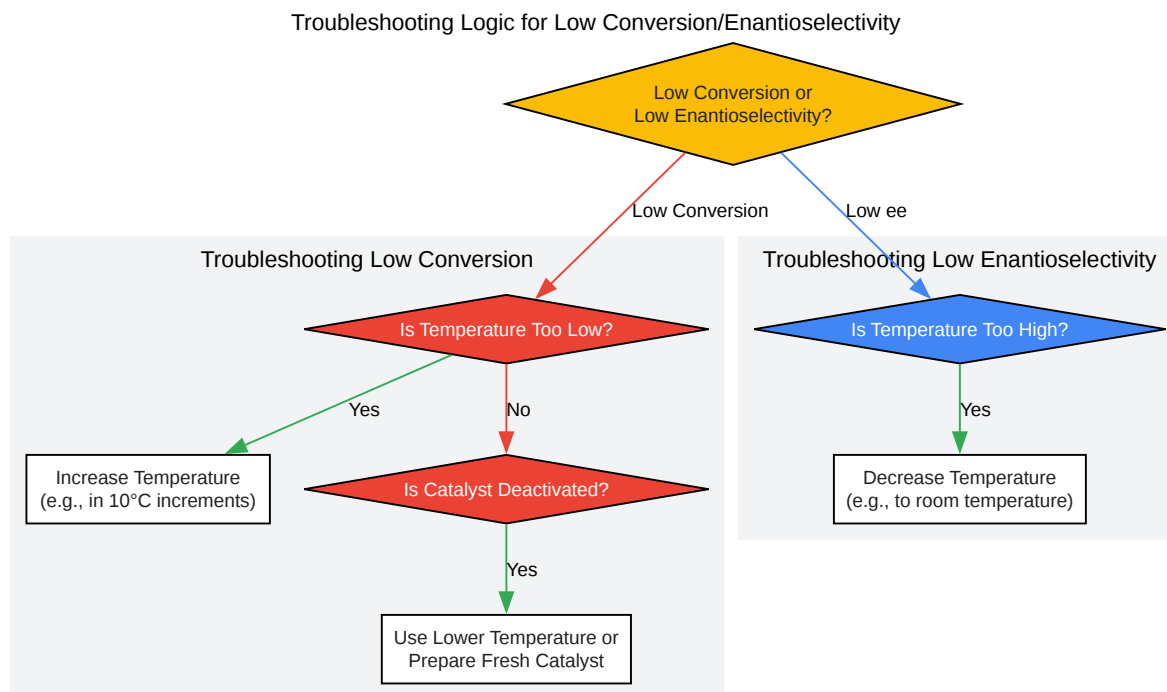 Troubleshooting Logic for Low Conversion/Enantioselectivity
Low Conversion or
Low Enantioselectivity?
Low Conversion
Low ee
Troubleshooting Low Conversion
Troubleshooting Low Enantioselectivity
Is Temperature Too Low?
Is Temperature Too High?
Yes
No
Yes
Increase Temperature
(e.g., in 10°C increments)
Is Catalyst Deactivated?
Decrease Temperature
(e.g., to room temperature)
Yes
Use Lower Temperature or
Prepare Fresh Catalyst